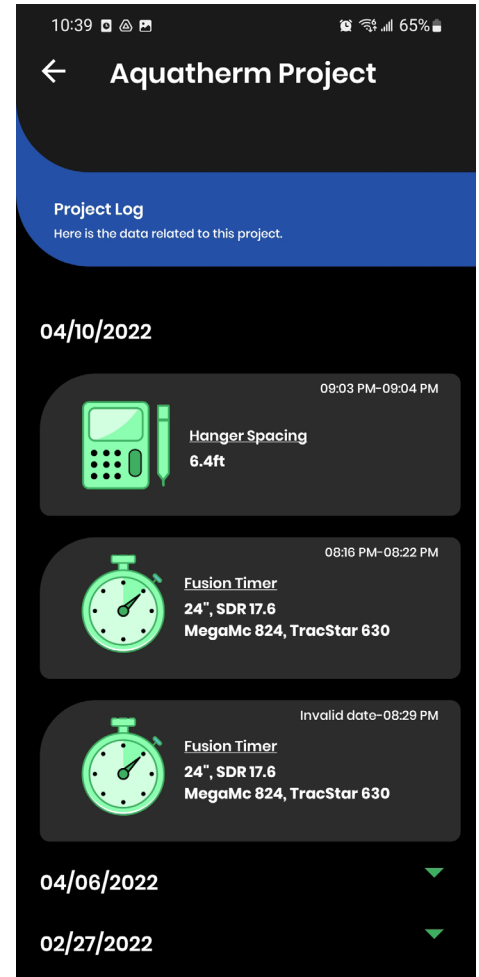 10:39 65%
Aquatherm Project
Project Log
Here is the data related to this project.
04/10/2022
09:03 PM-09:04 PM
Hanger Spacing
6.4ft
08:16 PM-08:22 PM
Fusion Timer
24", SDR 17.6
MegaMc 824, TracStar 630
Invalid date-08:29 PM
Fusion Timer
24", SDR 17.6
MegaMc 824, TracStar 630
04/06/2022
02/27/2022